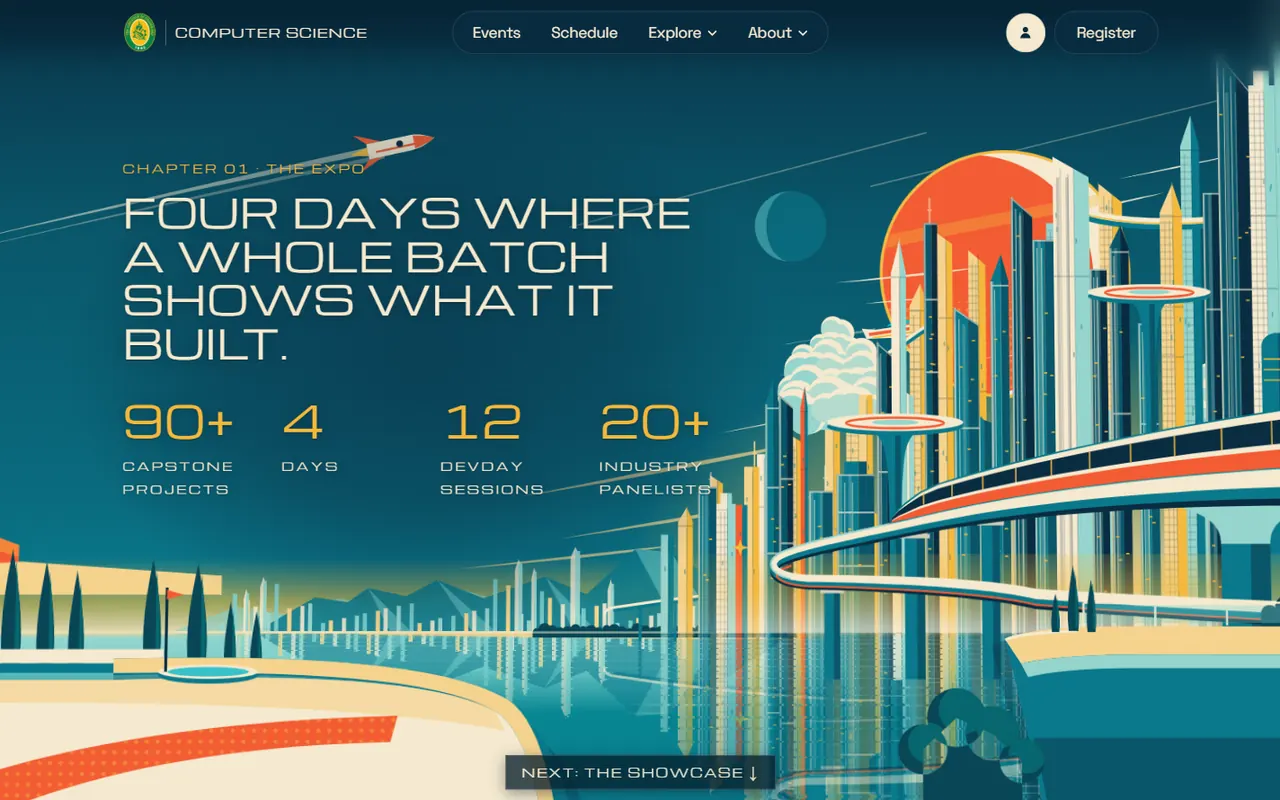 COMPUTER SCIENCE
Events
Schedule
Explore
About
Register
CHAPTER 01 · THE EXPO
FOUR DAYS WHERE
A WHOLE BATCH
SHOWS WHAT IT
BUILT.
90+
CAPSTONE
PROJECTS
4
DAYS
12
DEVDAY
SESSIONS
20+
INDUSTRY
PANELISTS
NEXT: THE SHOWCASE ↓